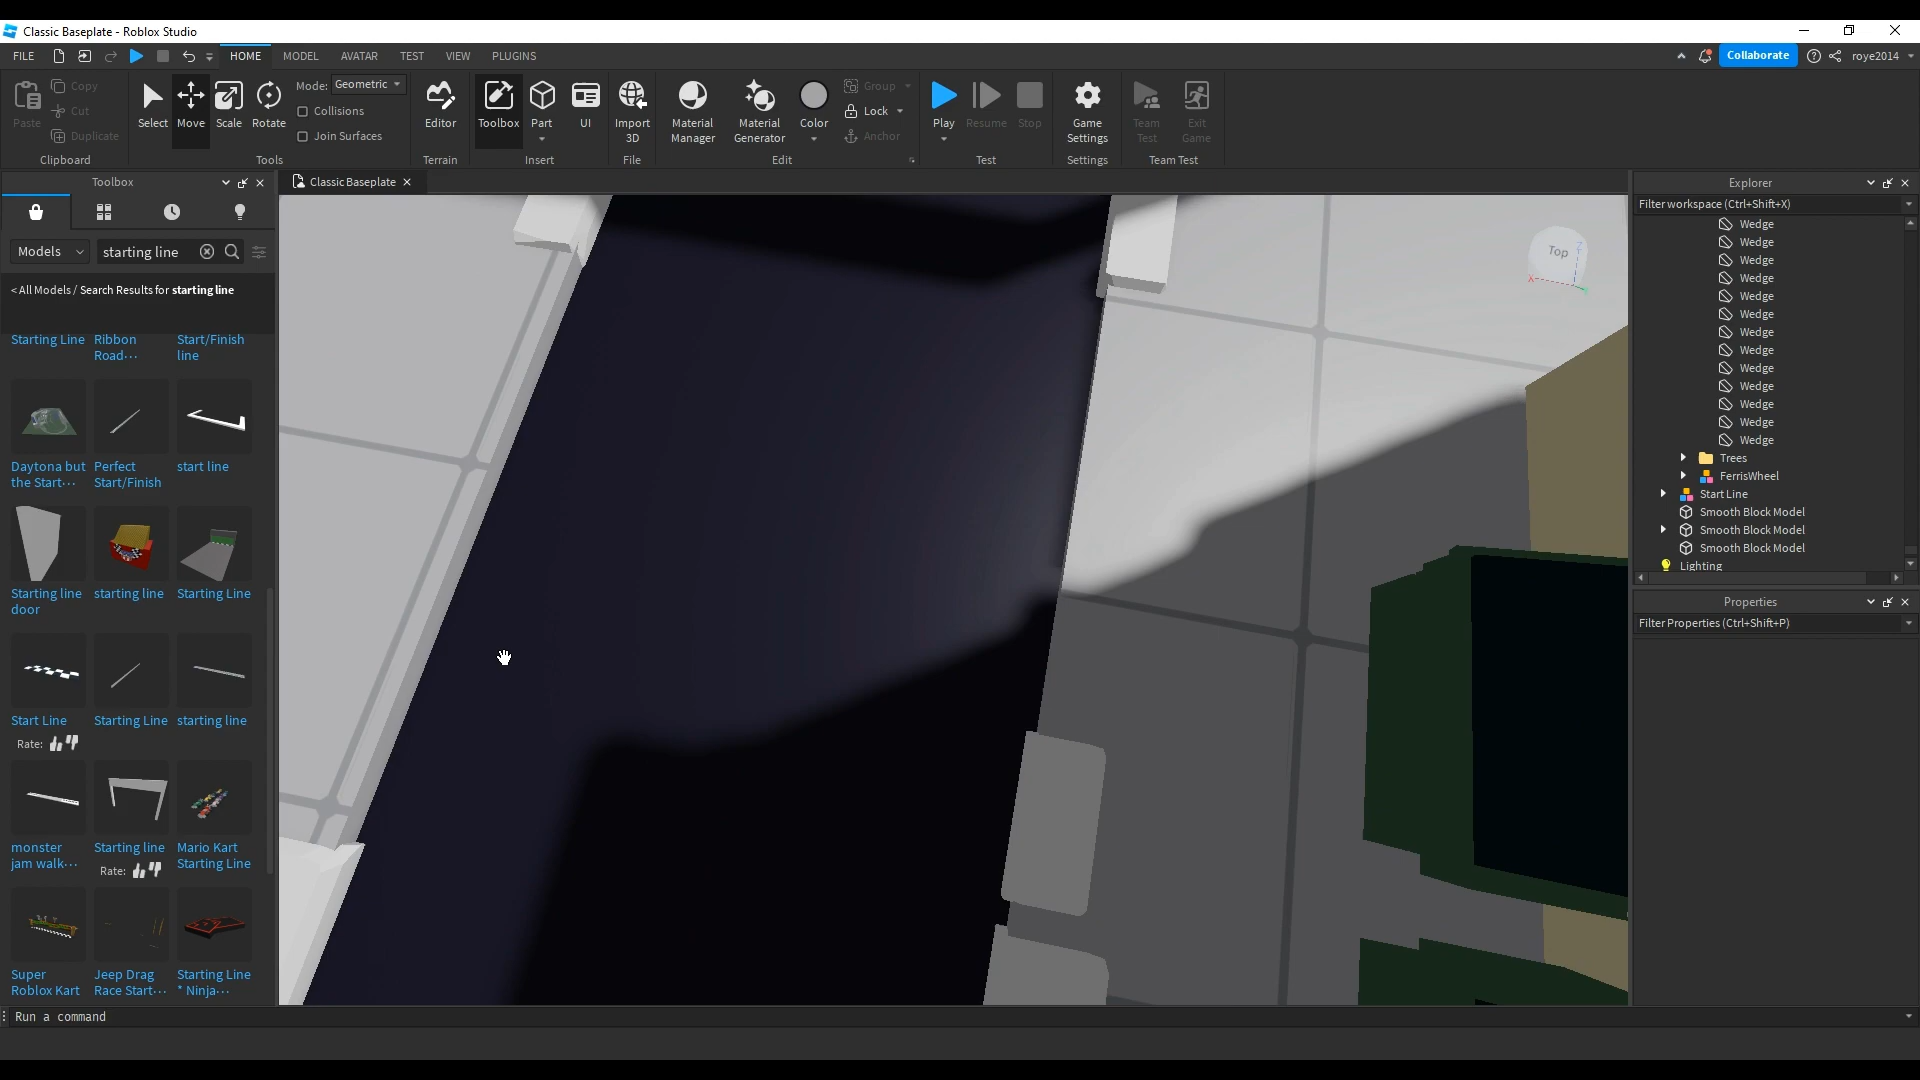 Classic Baseplate - Roblox Studio
FILE HOME MODEL AVATAR TEST VIEW PLUGINS Collaborate roye2014
Paste Copy Cut Duplicate Clipboard
Select Move Scale Rotate Mode: Geometric Collisions Join Surfaces Tools
Editor Terrain
Toolbox Part UI Insert
Import 3D File
Material Manager Material Generator Color Group Lock Anchor Edit
Play Resume Stop Test
Game Settings Settings
Team Test Exit Game Team Test
Toolbox
Classic Baseplate
Models starting line
< All Models / Search Results for starting line
Starting Line Ribbon Road··· Start/Finish line
Daytona but the Start··· Perfect Start/Finish start line
Starting line door starting line Starting Line
Start Line Starting Line starting line
Rate:
monster jam walk··· Starting line Mario Kart Starting Line
Rate:
Super Roblox Kart Jeep Drag Race Start··· Starting Line * Ninja···
Top
X
Z
Explorer
Filter workspace (Ctrl+Shift+X)
Wedge
Wedge
Wedge
Wedge
Wedge
Wedge
Wedge
Wedge
Wedge
Wedge
Wedge
Wedge
Wedge
Trees
FerrisWheel
Start Line
Smooth Block Model
Smooth Block Model
Smooth Block Model
Lighting
Properties
Filter Properties (Ctrl+Shift+P)
Run a command